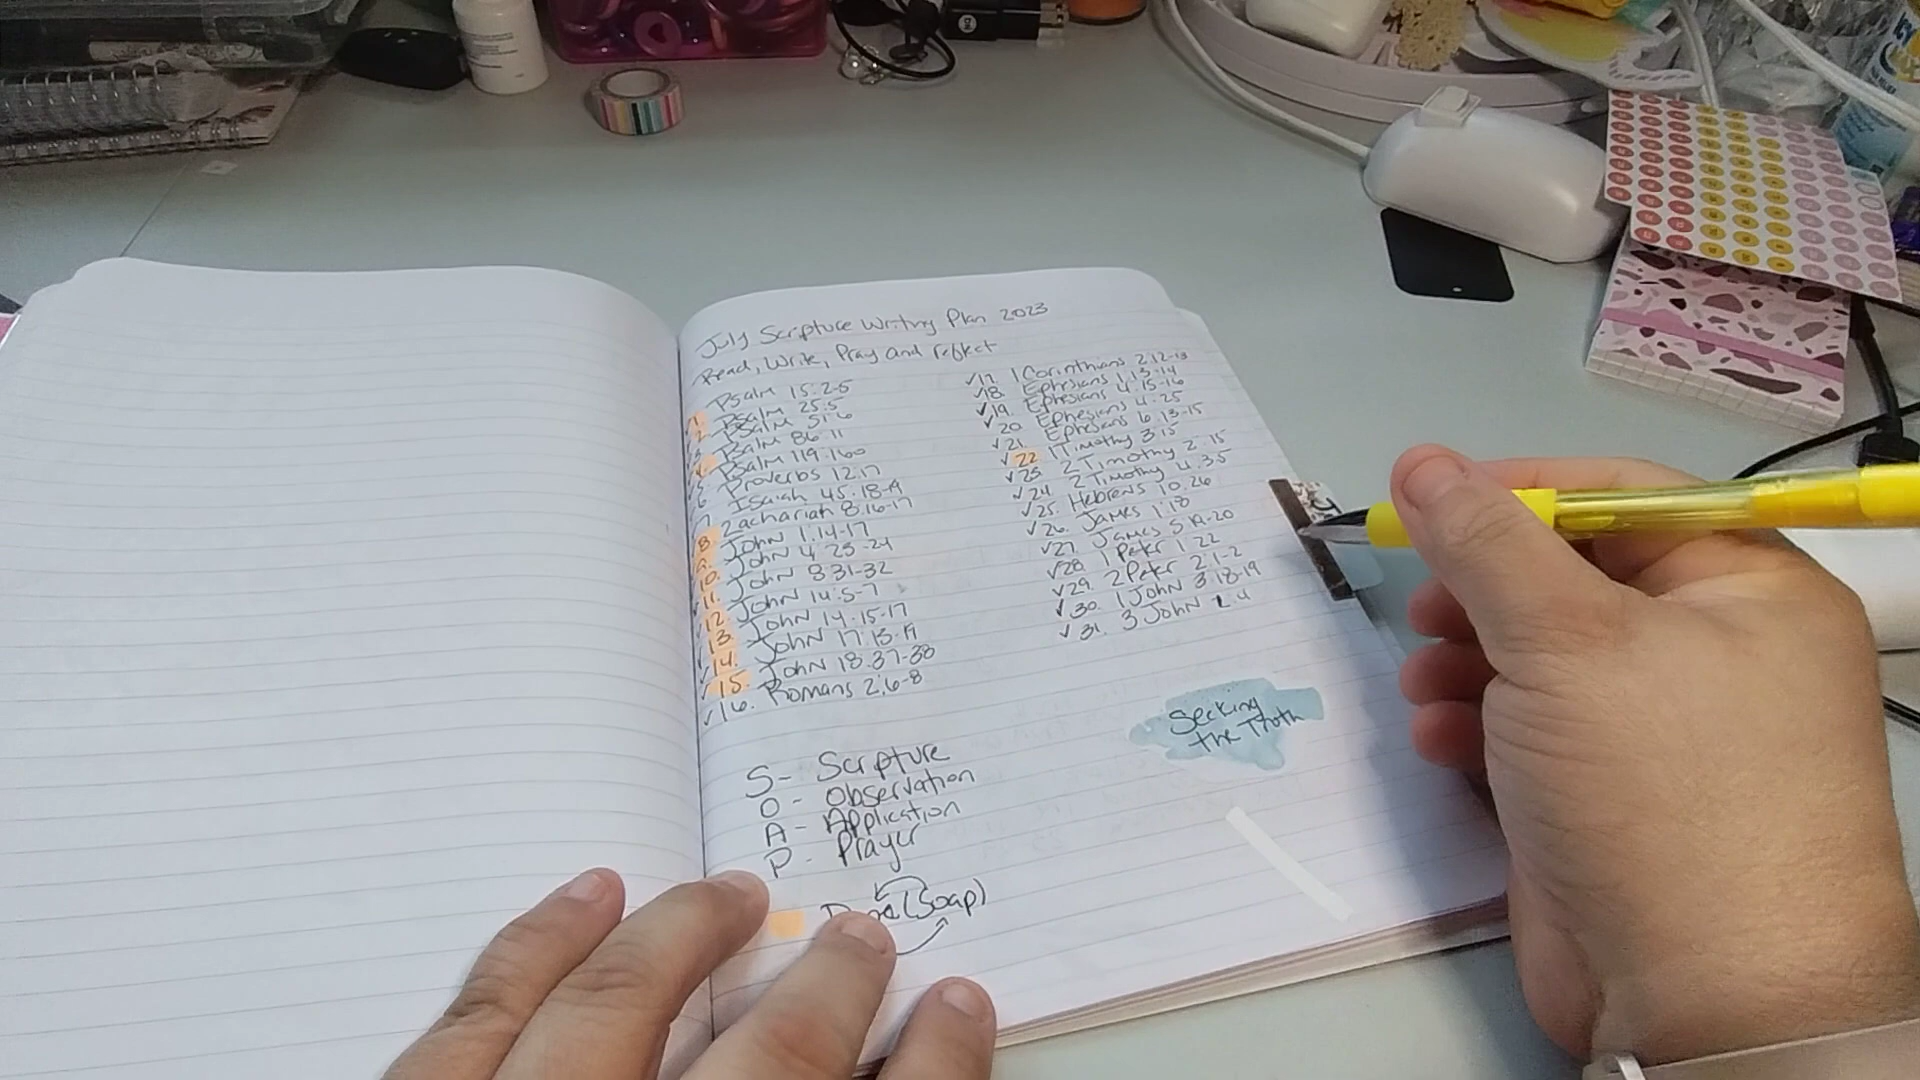 July Scripture Writing Plan 2023
Read, Write, Pray and reflect
✓1. Psalm 15:2-5
✓2. Psalm 25:5
✓3. Psalm 51:6
✓4. Psalm 86:11
✓5. Psalm 119:160
✓6. Proverbs 12:17
✓7. Isaiah 45:18-19
✓8. Zachariah 8:16-17
✓9. John 1:14-17
✓10. John 4:23-24
✓11. John 8:31-32
✓12. John 14:5-7
✓13. John 14:15-17
✓14. John 17:13-19
✓15. John 18:37-38
✓16. Romans 2:6-8
✓17. 1 Corinthians 2:12-13
✓18. Ephesians 1:13-14
✓19. Ephesians 4:15-16
✓20. Ephesians 4:25
✓21. Ephesians 6:13-15
✓22 1 Timothy 3:15
✓23. 2 Timothy 2:15
✓24. 2 Timothy 4:3-5
✓25. Hebrews 10:26
✓26. James 1:18
✓27. James 5:19-20
✓28. 1 Peter 1:22
✓29. 2 Peter 2:1-2
✓30. 1 John 3:18-19
✓31. 3 John 1:4
Seeking
the Truth
S- Scripture
O- Observation
A- Application
P- Prayer
(Soap)